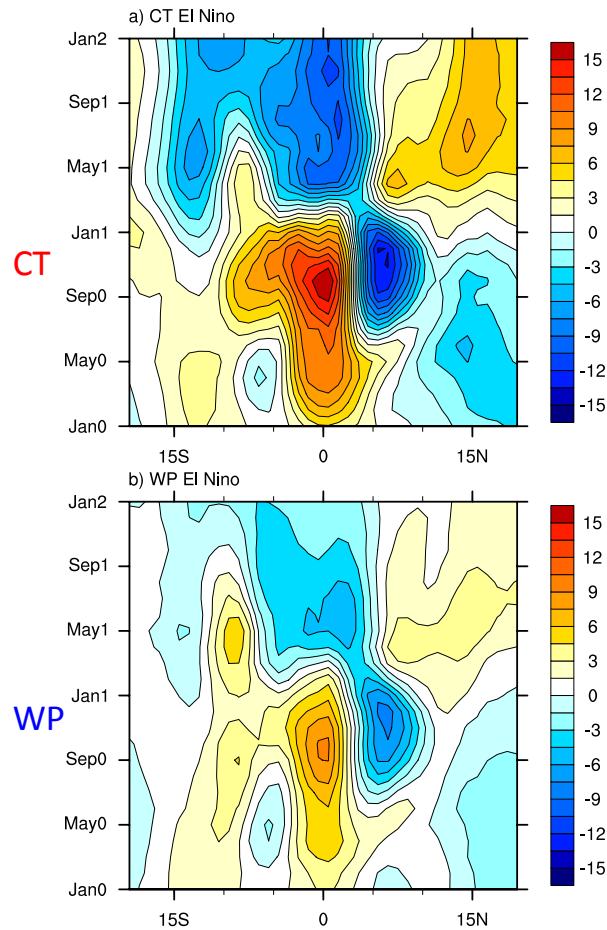 a) CT El Nino
Jan2
Sep1
May1
Jan1
Sep0
May0
Jan0
15S
0
15N
15
12
9
6
3
0
-3
-6
-9
-12
-15
CT
b) WP El Nino
Jan2
Sep1
May1
Jan1
Sep0
May0
Jan0
15S
0
15N
15
12
9
6
3
0
-3
-6
-9
-12
-15
WP